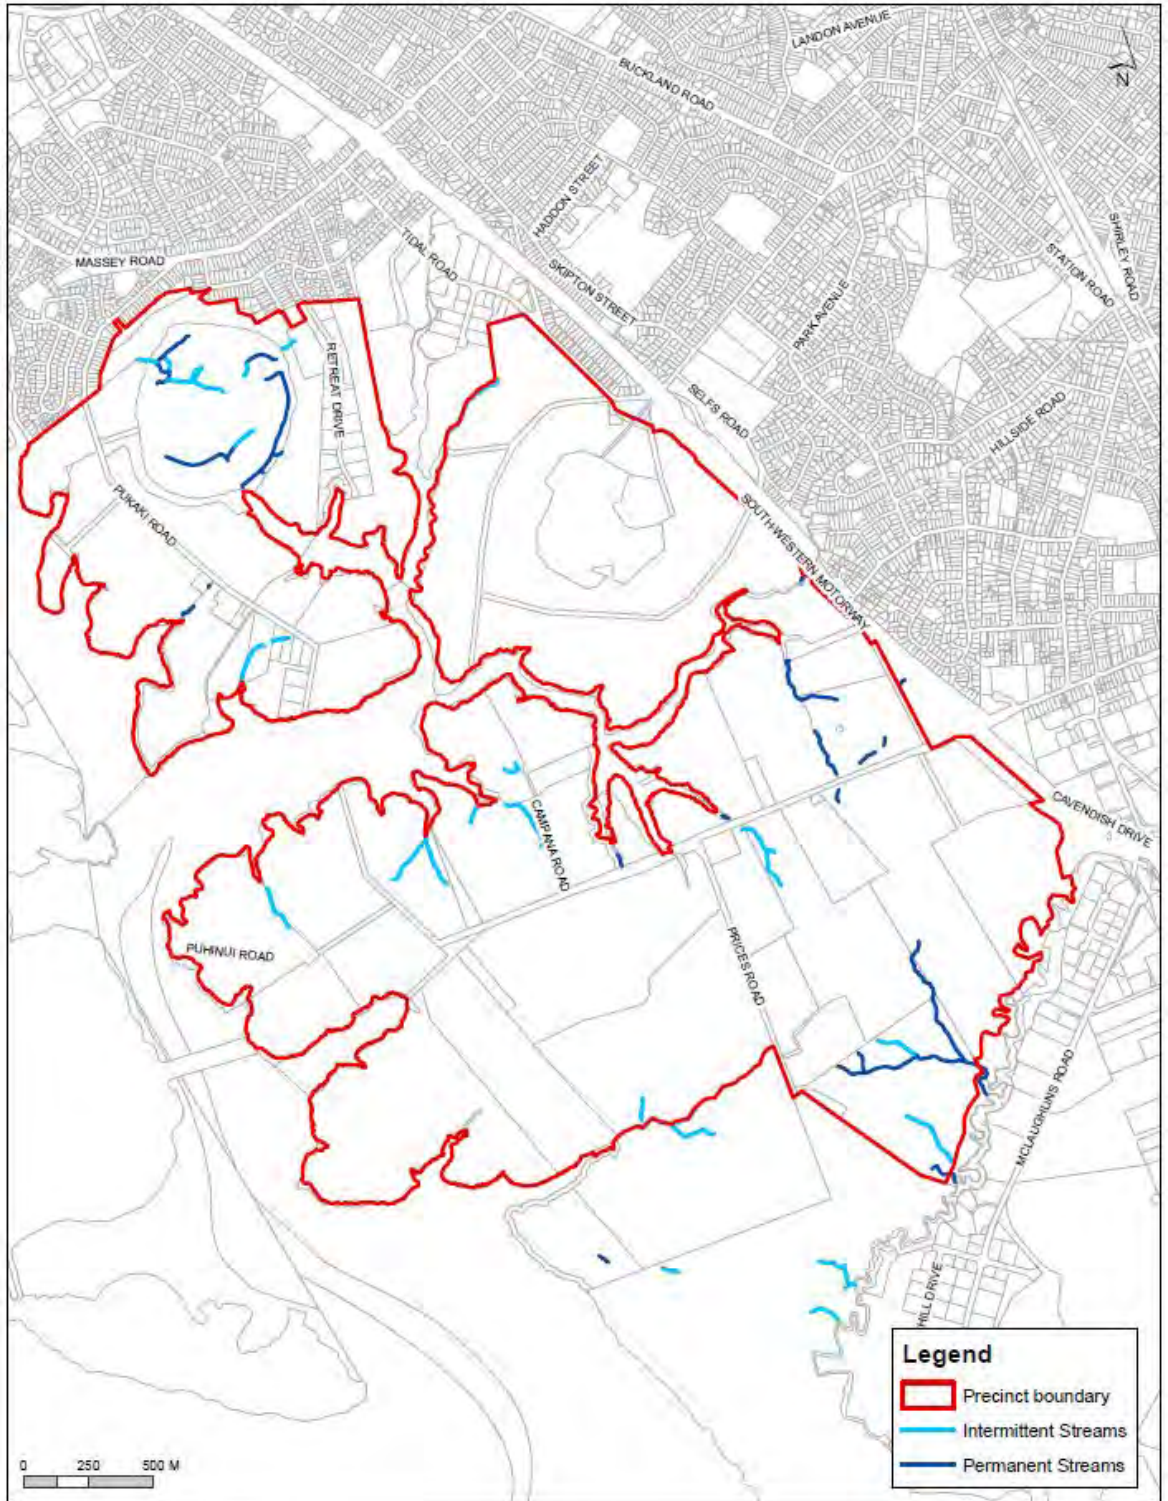 LANDON AVENUE
BUCKLAND ROAD
N
HADDON STREET
SHIRLEY ROAD
TIDAL ROAD
STATION ROAD
MASSEY ROAD
SKIPTON STREET
PARK AVENUE
RETREAT DRIVE
SELFS ROAD
HILLSIDE ROAD
PUKAKI ROAD
SOUTH-WESTERN MOTORWAY
CAVENDISH DRIVE
CAMPANA ROAD
PUHINUI ROAD
PRICES ROAD
MCLAUGHLINS ROAD
HILL DRIVE
Legend
Precinct boundary
Intermittent Streams
Permanent Streams
0 250 500 M